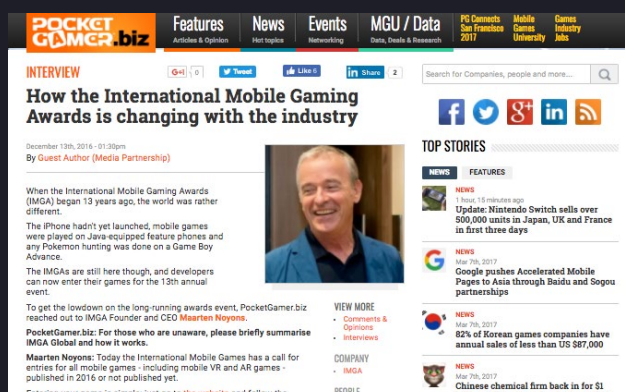 POCKET
GAMER.biz
Features
Articles & Opinion
News
Hot topics
Events
Networking
MGU / Data
Data, Deals & Research
PG Connects
San Francisco
2017
Mobile
Games
University
Games
Industry
Jobs
INTERVIEW
G+1 0
Tweet
Like 6
in Share 2
How the International Mobile Gaming
Awards is changing with the industry
December 13th, 2016 - 01:30pm
By Guest Author (Media Partnership)
When the International Mobile Gaming Awards
(IMGA) began 13 years ago, the world was rather
different.
The iPhone hadn't yet launched, mobile games
were played on Java-equipped feature phones and
any Pokemon hunting was done on a Game Boy
Advance.
The IMGAs are still here though, and developers
can now enter their games for the 13th annual
event.
To get the lowdown on the long-running awards event, PocketGamer.biz
reached out to IMGA Founder and CEO Maarten Noyons.
PocketGamer.biz: For those who are unaware, please briefly summarise
IMGA Global and how it works.
Maarten Noyons: Today the International Mobile Games has a call for
entries for all mobile games - including mobile VR and AR games -
published in 2016 or not published yet.
VIEW MORE
Comments &
Opinions
Interviews
COMPANY
IMGA
PEOPLE
Search for Companies, people and more...
f
g+
in
TOP STORIES
NEWS
FEATURES
NEWS
1 hour, 15 minutes ago
Update: Nintendo Switch sells over
500,000 units in Japan, UK and France
in first three days
NEWS
Mar 7th, 2017
Google pushes Accelerated Mobile
Pages to Asia through Baidu and Sogou
partnerships
NEWS
Mar 7th, 2017
82% of Korean games companies have
annual sales of less than US $87,000
NEWS
Mar 7th, 2017
Chinese chemical firm back in for $1